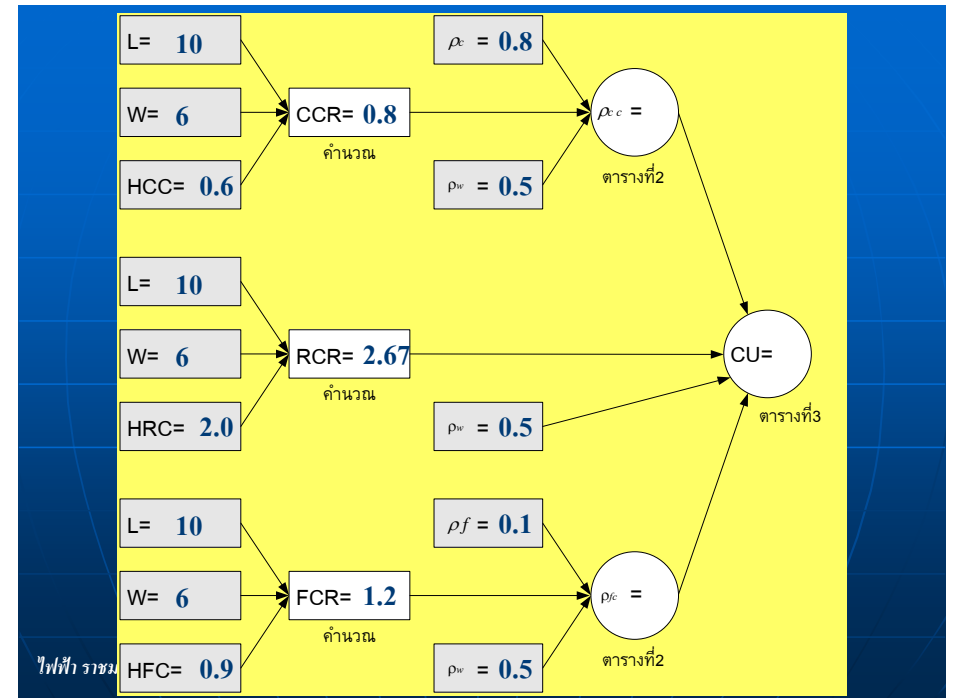 L= 10
W= 6
HCC= 0.6
CCR= 0.8
คำนวณ
ρc = 0.8
ρw = 0.5
ρcc =
ตารางที่2
L= 10
W= 6
HRC= 2.0
RCR= 2.67
คำนวณ
ρw = 0.5
CU=
ตารางที่3
L= 10
W= 6
HFC= 0.9
FCR= 1.2
คำนวณ
ρf = 0.1
ρw = 0.5
ρfc =
ตารางที่2
ไฟฟ้า ราชม